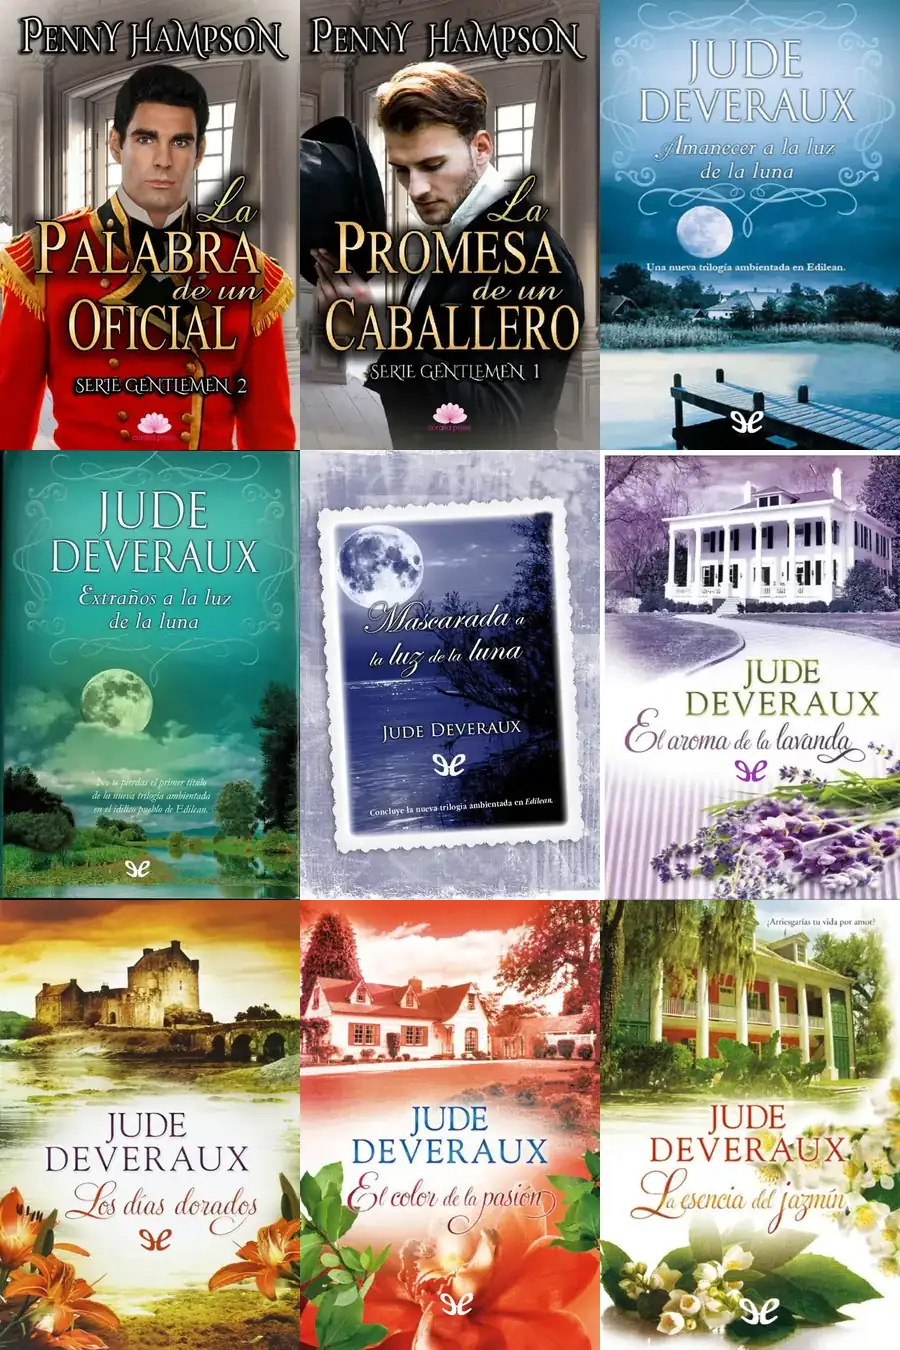 PENNY HAMPSON
La
PALABRA
de un
OFICIAL
SERIE GENTLEMEN 2
coralia press
PENNY HAMPSON
La
PROMESA
de un
CABALLERO
SERIE GENTLEMEN 1
coralia press
JUDE
DEVERAUX
Amanecer a la luz
de la luna
Una nueva trilogía ambientada en Edilean.
JUDE
DEVERAUX
Extraños a la luz
de la luna
No te pierdas el primer título
de la nueva trilogía ambientada
en el idílico pueblo de Edilean.
Mascarada a
la luz de la luna
JUDE DEVERAUX
Concluye la nueva trilogía ambientada en Edilean.
JUDE
DEVERAUX
El aroma de la lavanda
JUDE
DEVERAUX
Los días dorados
JUDE
DEVERAUX
El color de la pasión
¿Arriesgarías tu vida por amor?
JUDE
DEVERAUX
La esencia del jazmín